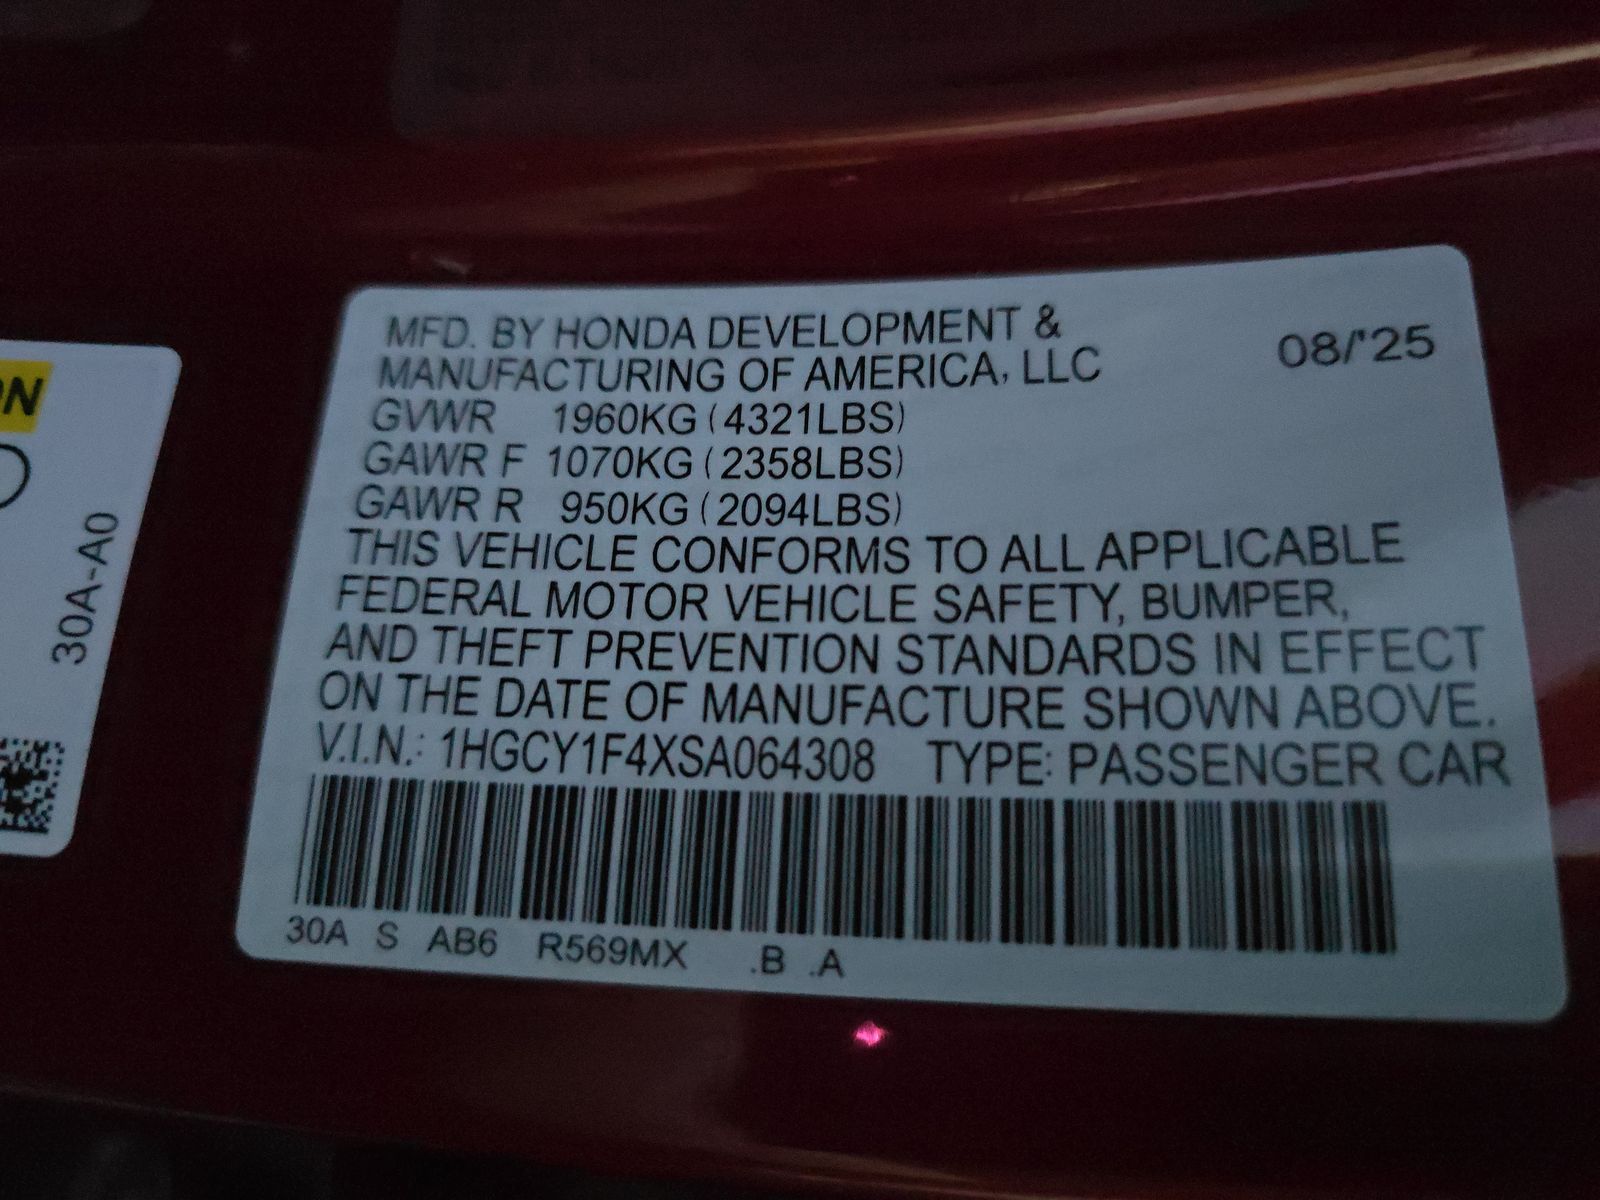 MFD. BY HONDA DEVELOPMENT &
MANUFACTURING OF AMERICA, LLC
08/'25
GVWR 1960KG (4321LBS)
GAWR F 1070KG (2358LBS)
GAWR R 950KG (2094LBS)
THIS VEHICLE CONFORMS TO ALL APPLICABLE
FEDERAL MOTOR VEHICLE SAFETY, BUMPER,
AND THEFT PREVENTION STANDARDS IN EFFECT
ON THE DATE OF MANUFACTURE SHOWN ABOVE.
V.I.N.: 1HGCY1F4XSA064308 TYPE: PASSENGER CAR
30A S AB6 R569MX .B .A
ON
30A-A0